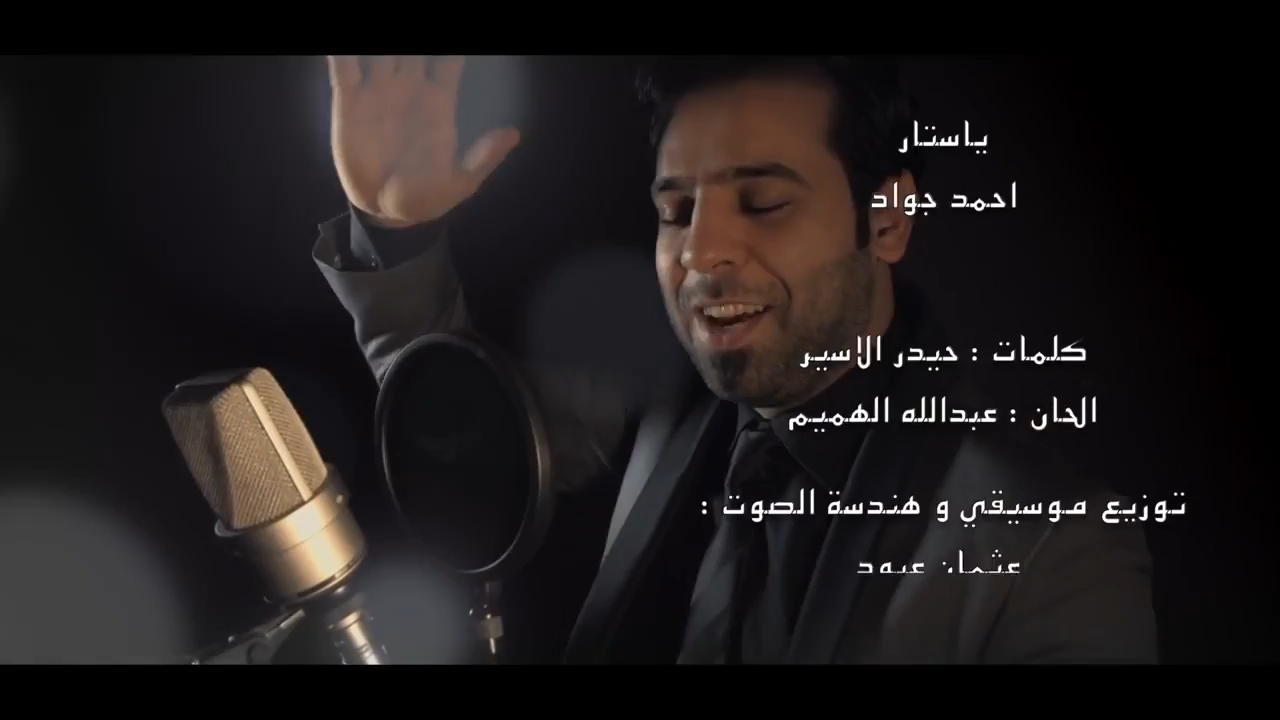 ياستار
احمد جواد
كلمات : حيدر الاسير
الحان : عبدالله الهميم
توزيع موسيقي و هندسة الصوت :
عثمان عبود